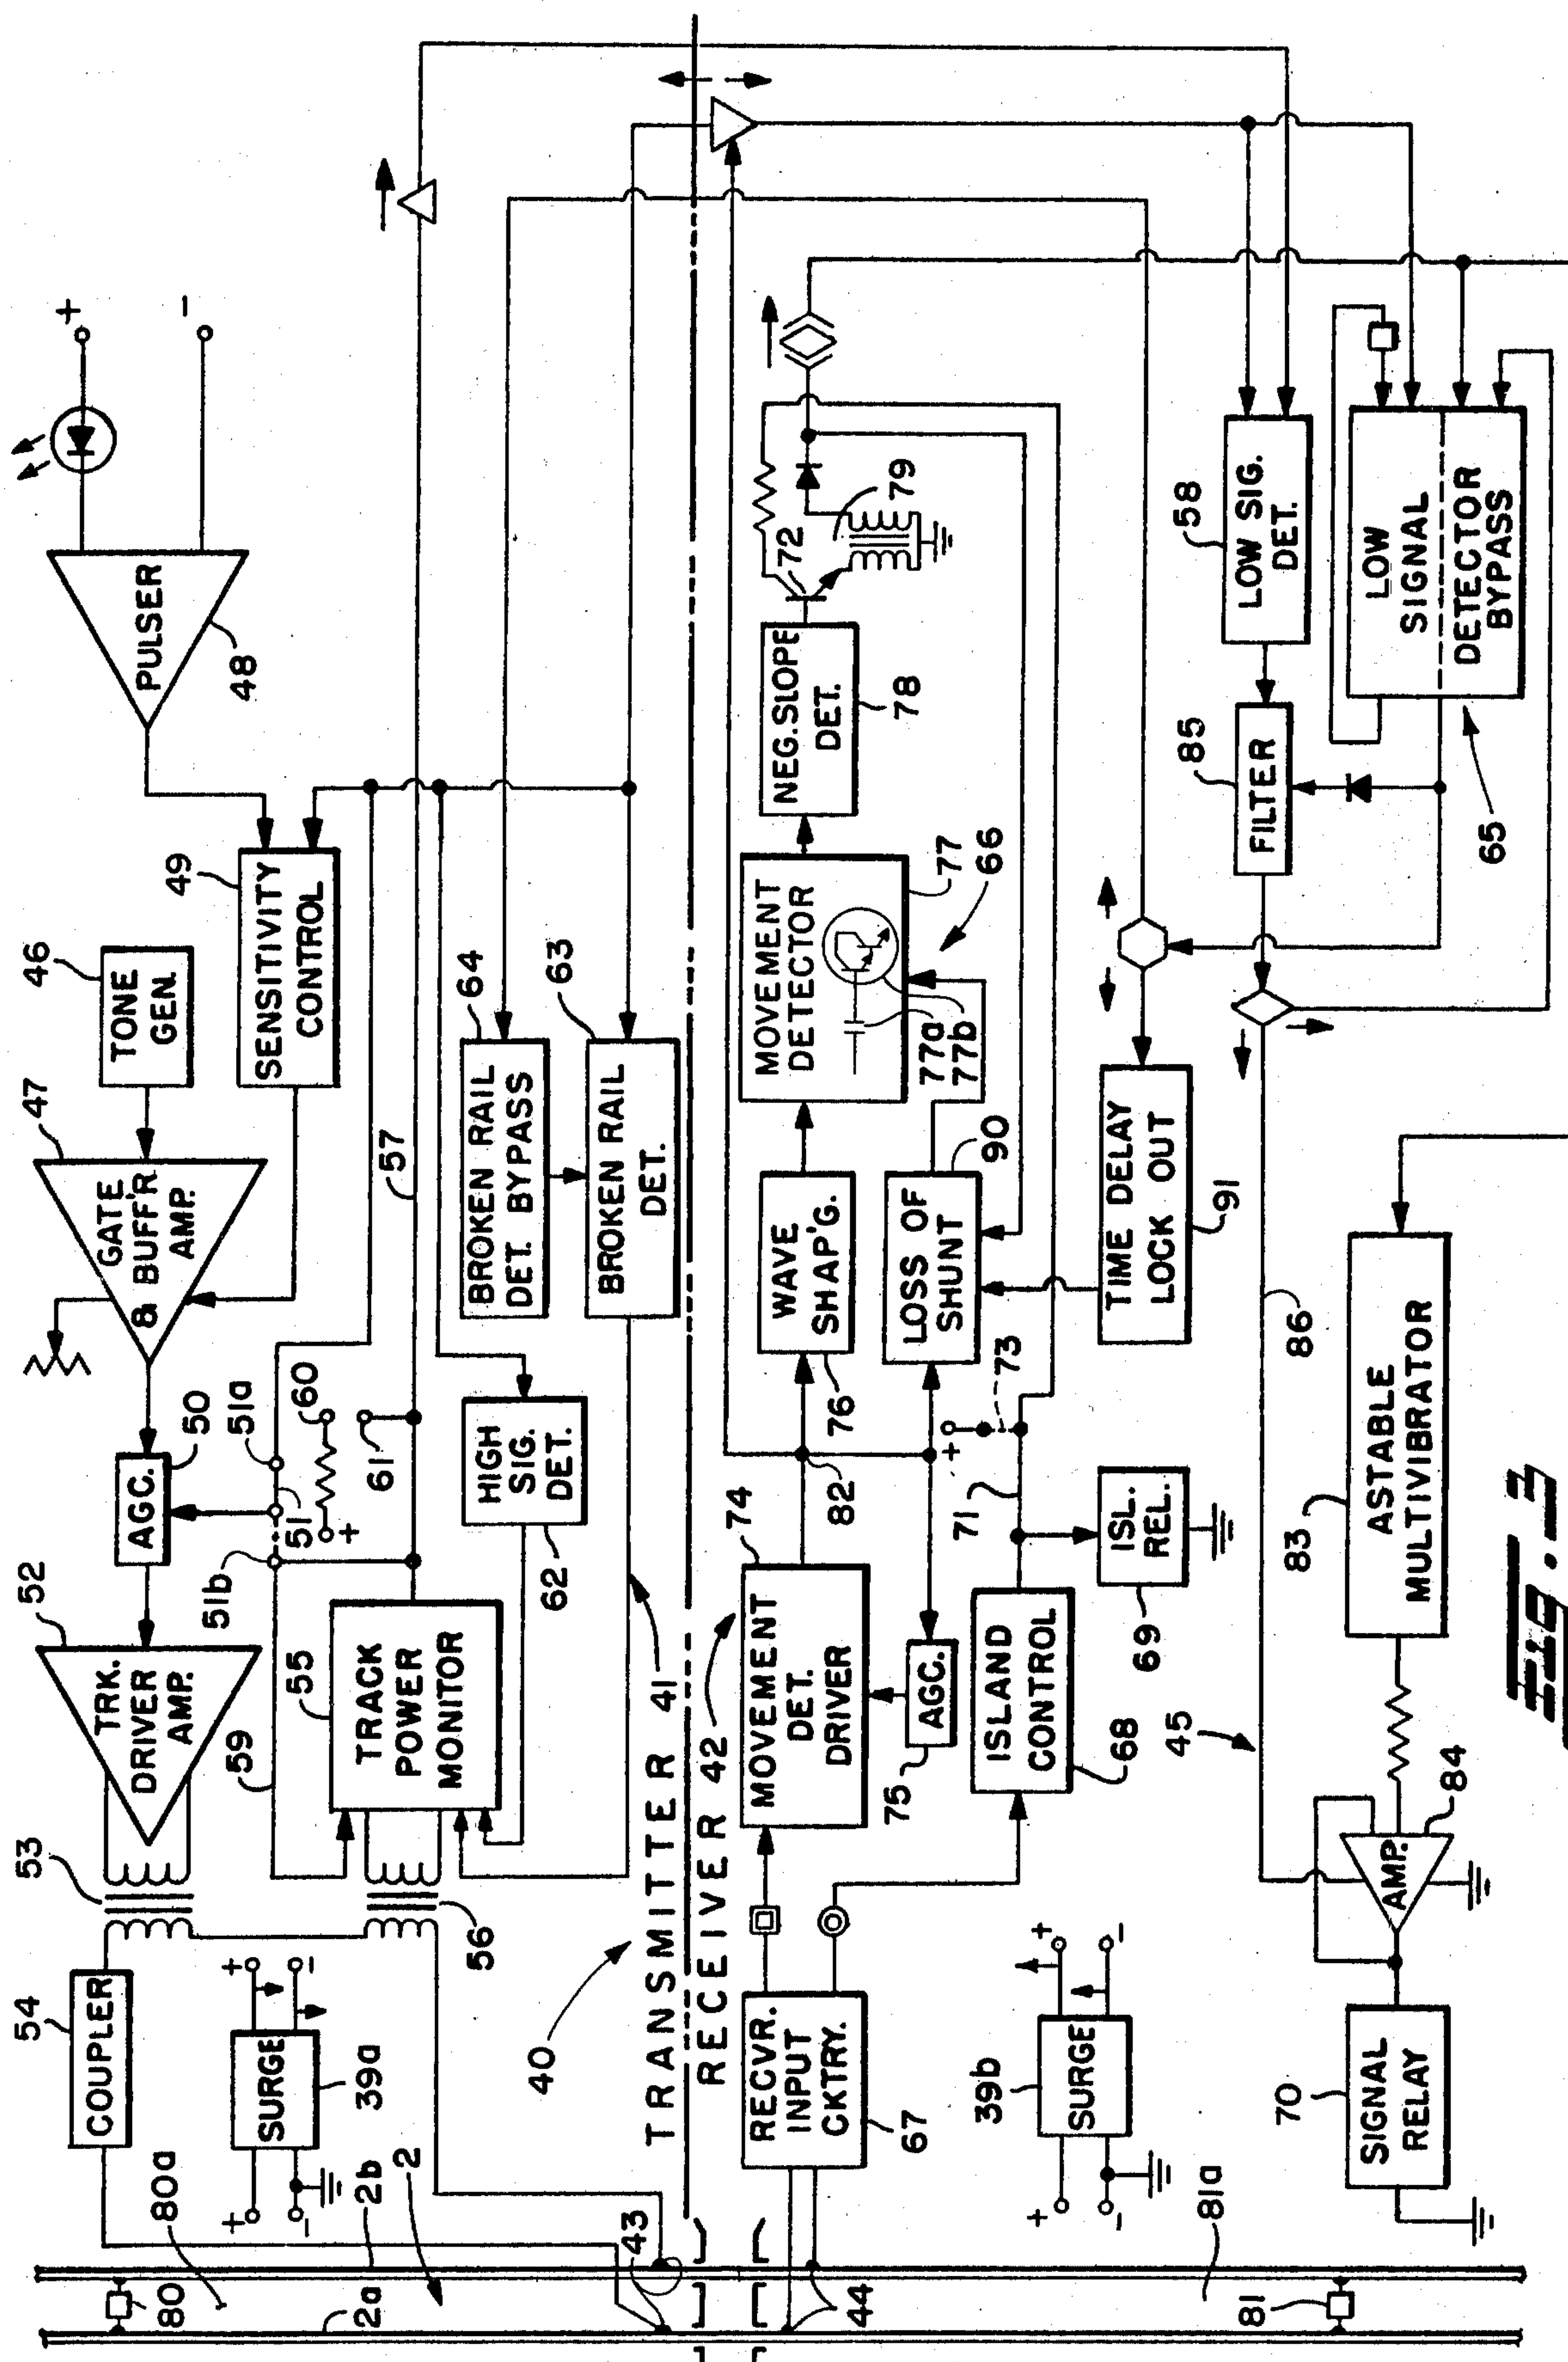 80a
80
2b
2
2a
54
COUPLER
53
52
TRK.
DRIVER
AMP.
50
AGC.
47
GATE
& BUFF'R
AMP.
46
TONE
GEN.
PULSER
48
+
-
49
SENSITIVITY
CONTROL
51a
51
51b
60
+
61
59
57
55
TRACK
POWER
MONITOR
56
+
+
SURGE
-
-
39a
HIGH
SIG.
DET.
62
64
BROKEN RAIL
DET. BYPASS
63
BROKEN RAIL
DET.
40
41
43
TRANSMITTER
RECEIVER 42
44
RECVR.
INPUT
CKTRY.
67
74
MOVEMENT
DET.
DRIVER
75
AGC.
82
WAVE
SHAP'G.
76
MOVEMENT
DETECTOR
77
77a
77b
66
NEG. SLOPE
DET.
78
72
79
LOSS OF
SHUNT
90
+
73
71
ISLAND
CONTROL
68
ISL.
REL.
69
TIME DELAY
LOCK OUT
91
+
+
39b
SURGE
-
-
81a
81
45
86
85
FILTER
58
LOW SIG.
DET.
LOW
SIGNAL
DETECTOR
BYPASS
65
70
SIGNAL
RELAY
AMP.
84
83
ASTABLE
MULTIVIBRATOR
FIG. 3